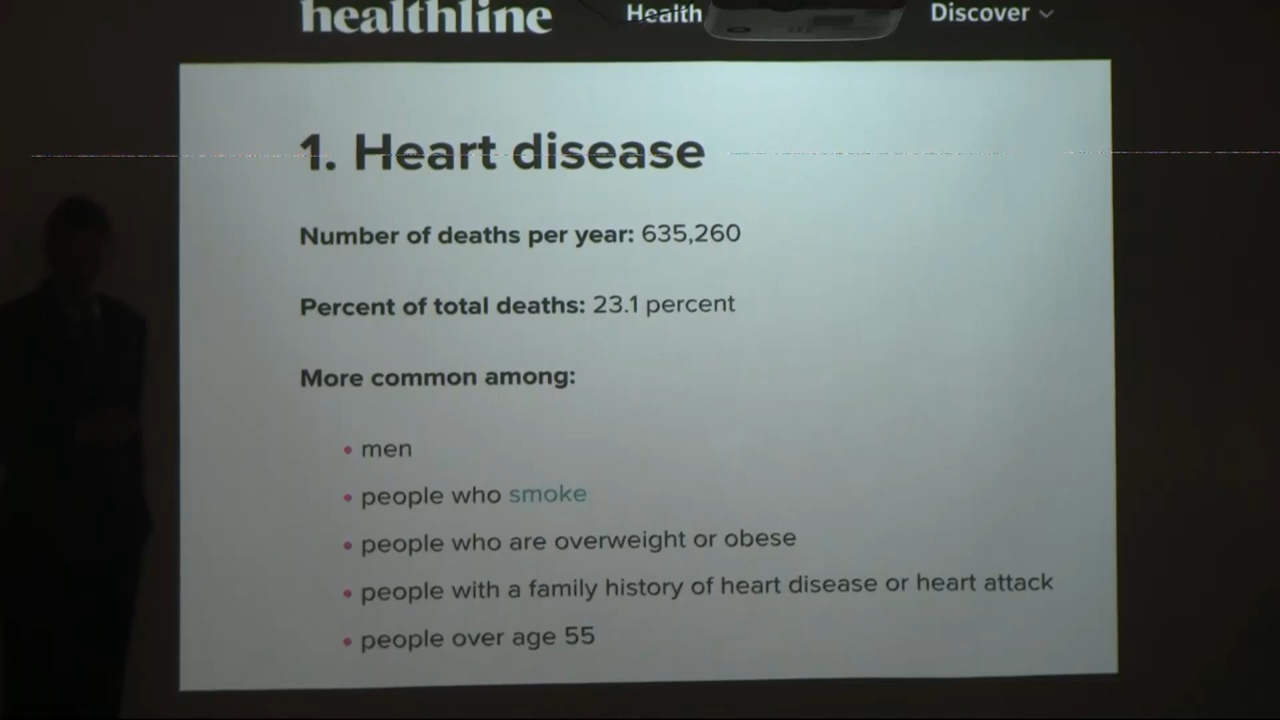 healthline Health Discover
1. Heart disease
Number of deaths per year: 635,260
Percent of total deaths: 23.1 percent
More common among:
• men
• people who smoke
• people who are overweight or obese
• people with a family history of heart disease or heart attack
• people over age 55